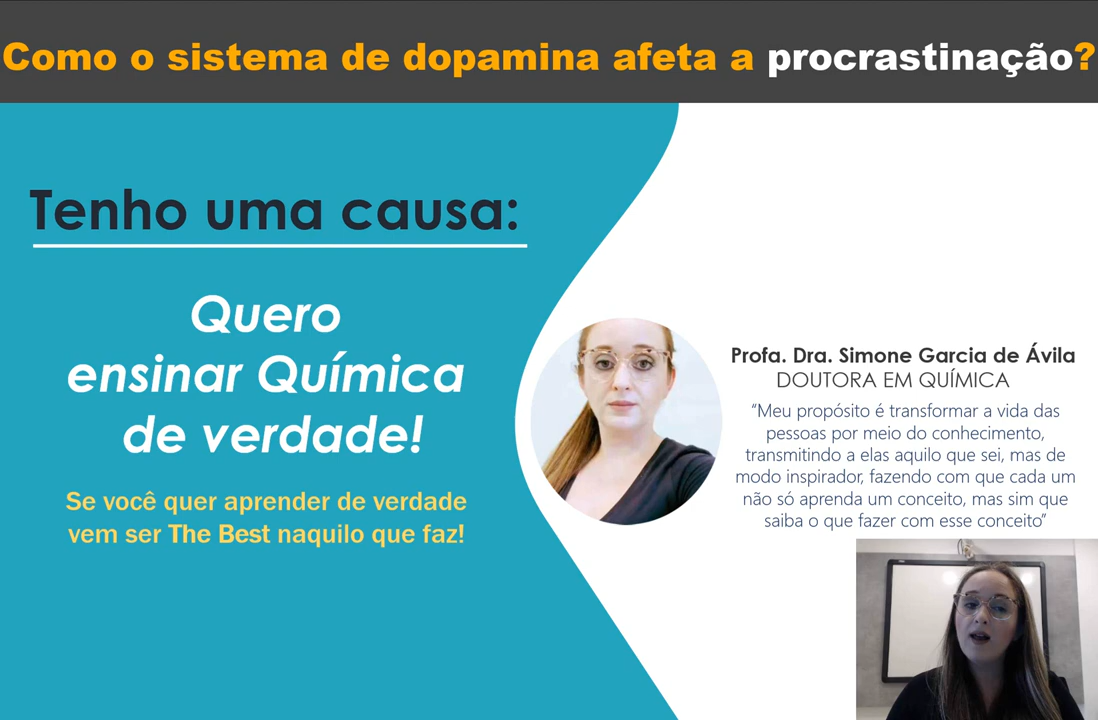 Como o sistema de dopamina afeta a procrastinação?
Tenho uma causa:
Quero
ensinar Química
de verdade!
Se você quer aprender de verdade
vem ser The Best naquilo que faz!
Profa. Dra. Simone Garcia de Ávila
DOUTORA EM QUÍMICA
“Meu propósito é transformar a vida das
pessoas por meio do conhecimento,
transmitindo a elas aquilo que sei, mas de
modo inspirador, fazendo com que cada um
não só aprenda um conceito, mas sim que
saiba o que fazer com esse conceito”